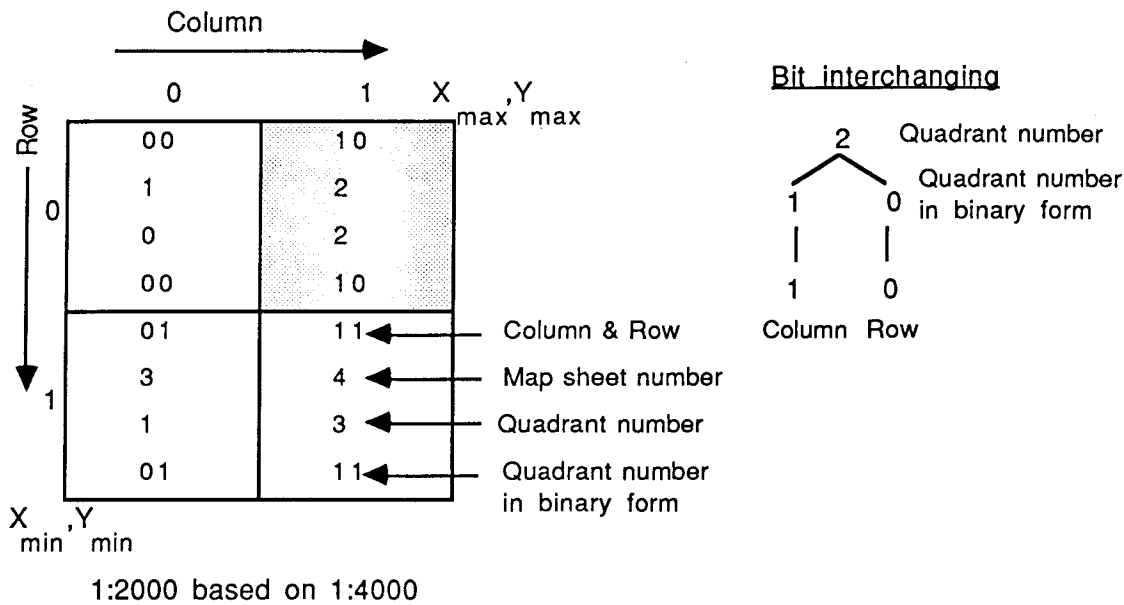 Column
0 1 X max, Y max
Row
0
1
00 10
1 2
0 2
00 10
01 11 Column & Row
3 4 Map sheet number
1 3 Quadrant number
01 11 Quadrant number
in binary form
X min, Y min
1:2000 based on 1:4000
Bit interchanging
2 Quadrant number
1 0 Quadrant number
in binary form
1 0
Column Row